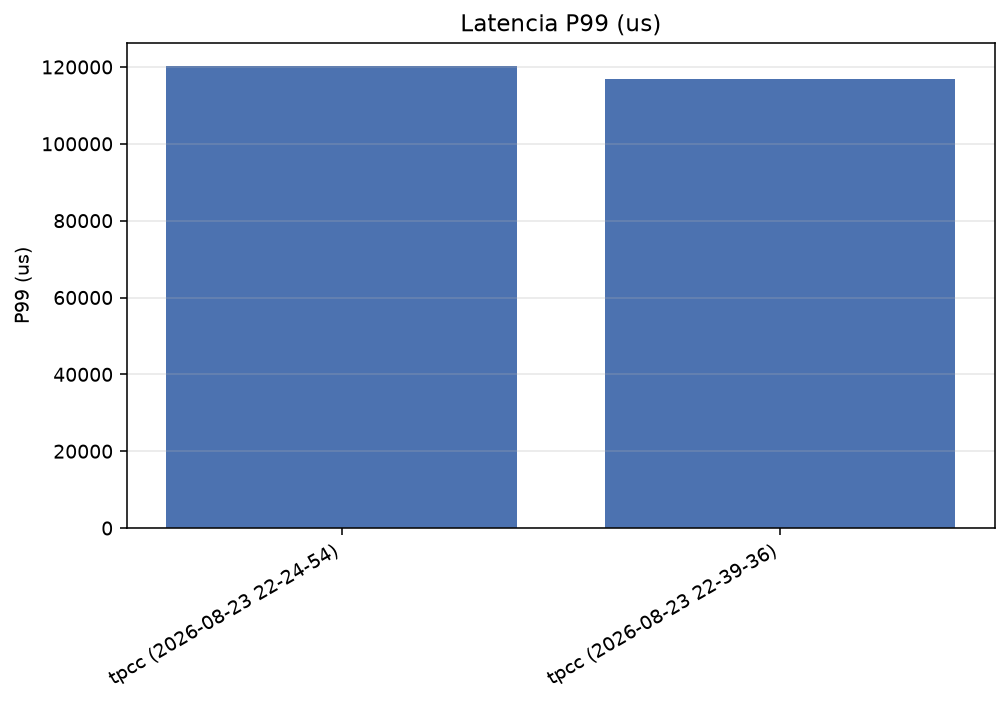 Latencia P99 (us)
P99 (us)
120000
100000
80000
60000
40000
20000
0
tpcc (2026-08-23 22-24-54)
tpcc (2026-08-23 22-39-36)